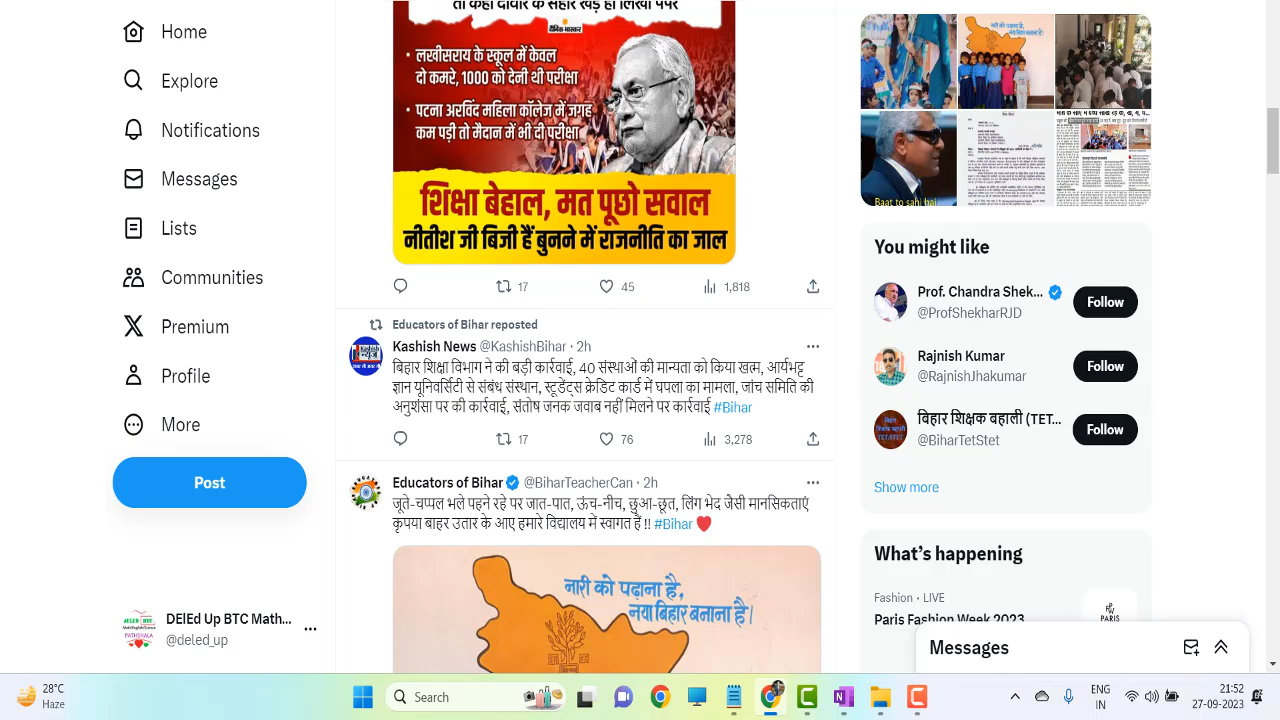 Home
Explore
Notifications
Messages
Lists
Communities
Premium
Profile
More
Post
DElEd Up BTC Math...
@deled_up
तो कहीं दीवार के सहारे खड़े हो लिखा पेपर
दैनिक भास्कर
• लखीसराय के स्कूल में केवल
दो कमरे, 1000 को देनी थी परीक्षा
• पटना अरविंद महिला कॉलेज में जगह
कम पड़ी तो मैदान में भी दी परीक्षा
शिक्षा बेहाल, मत पूछो सवाल
नीतीश जी बिजी हैं बुनने में राजनीति का जाल
17 45 1,818
Educators of Bihar reposted
Kashish News @KashishBihar · 2h
बिहार शिक्षा विभाग ने की बड़ी कार्रवाई, 40 संस्थाओं की मान्यता को किया खत्म, आर्यभट्ट
ज्ञान यूनिवर्सिटी से संबंध संस्थान, स्टूडेंट्स क्रेडिट कार्ड में घपला का मामला, जांच समिति की
अनुशंसा पर की कार्रवाई, संतोष जनक जवाब नहीं मिलने पर कार्रवाई #Bihar
17 76 3,278
Educators of Bihar @BiharTeacherCan · 2h
जूते-चप्पल भले पहने रहे पर जात-पात, ऊंच-नीच, छुआ-छूत, लिंग भेद जैसी मानसिकताएं
कृपया बाहर उतार के आए हमारे विद्यालय में स्वागत हैं !! #Bihar ❤️
नारी को पढ़ाना है,
नया बिहार बनाना है।
Baat to sahi hai
You might like
Prof. Chandra Shek...
@ProfShekharRJD
Follow
Rajnish Kumar
@RajnishJhakumar
Follow
बिहार शिक्षक बहाली (TET...
@BiharTetStet
Follow
Show more
What's happening
Fashion · LIVE
Paris Fashion Week 2023
PARIS
Messages
28°C
Haze
Search
ENG
IN
21:52
27-09-2023